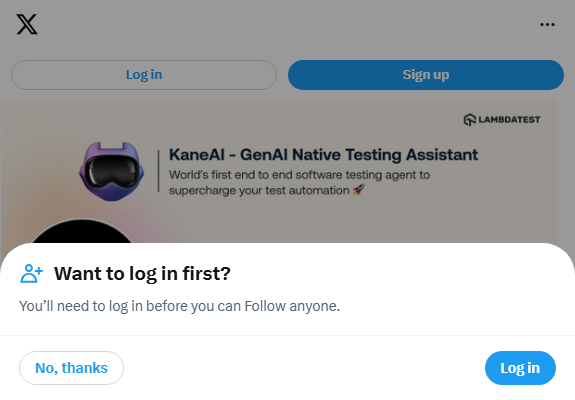 Log in
Sign up
LAMBDATEST
KaneAI - GenAI Native Testing Assistant
World's first end to end software testing agent to
supercharge your test automation 🚀
Want to log in first?
You’ll need to log in before you can Follow anyone.
No, thanks
Log in